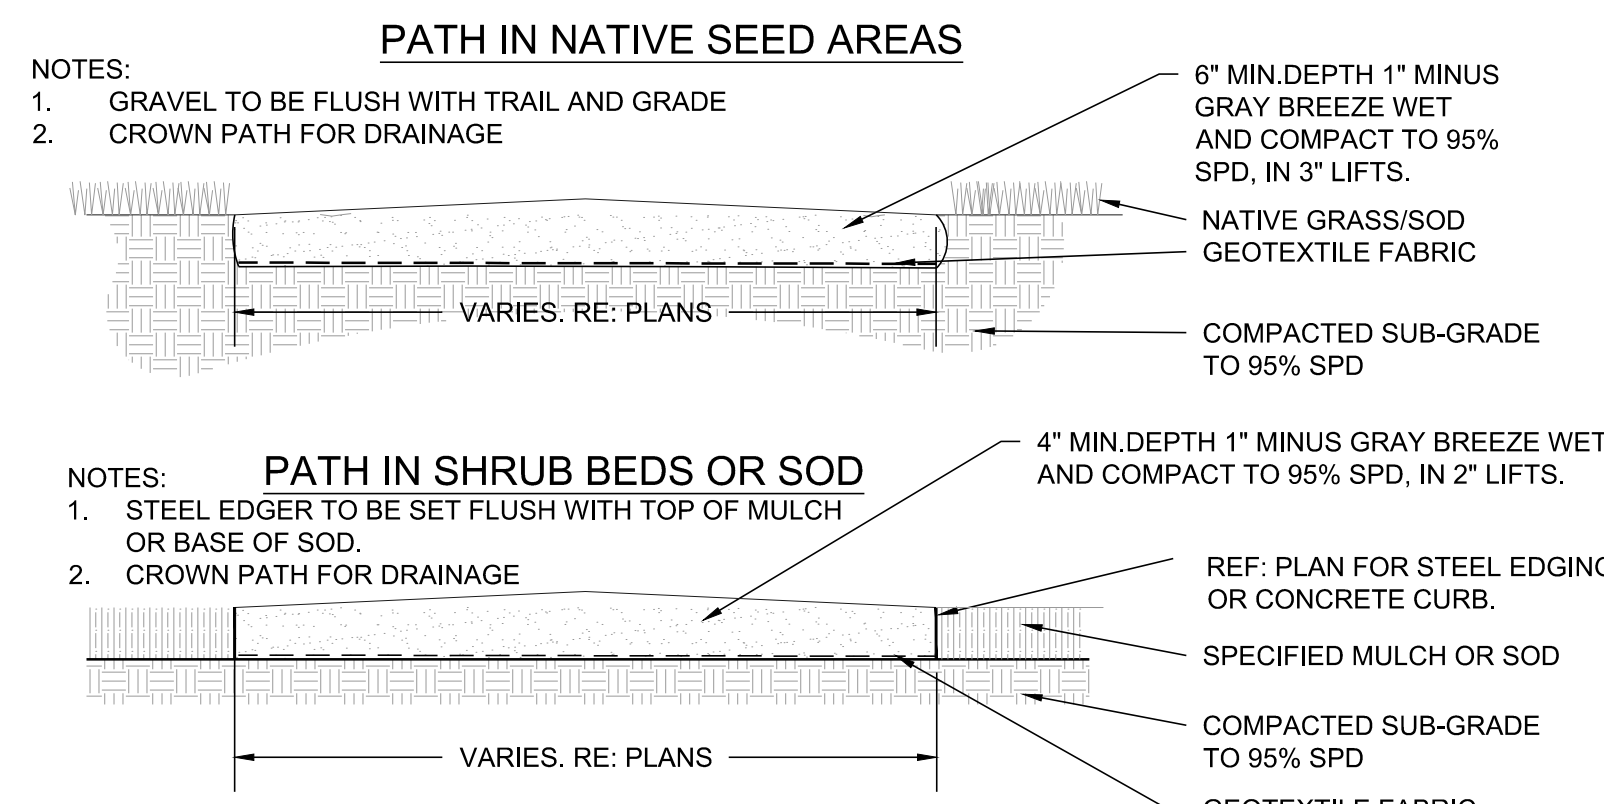 PATH IN NATIVE SEED AREAS
NOTES:
1. GRAVEL TO BE FLUSH WITH TRAIL AND GRADE
2. CROWN PATH FOR DRAINAGE
6" MIN.DEPTH 1" MINUS
GRAY BREEZE WET
AND COMPACT TO 95%
SPD, IN 3" LIFTS.
NATIVE GRASS/SOD
GEOTEXTILE FABRIC
VARIES. RE: PLANS
COMPACTED SUB-GRADE
TO 95% SPD
PATH IN SHRUB BEDS OR SOD
NOTES:
1. STEEL EDGER TO BE SET FLUSH WITH TOP OF MULCH
OR BASE OF SOD.
2. CROWN PATH FOR DRAINAGE
4" MIN.DEPTH 1" MINUS GRAY BREEZE WET
AND COMPACT TO 95% SPD, IN 2" LIFTS.
REF: PLAN FOR STEEL EDGING
OR CONCRETE CURB.
SPECIFIED MULCH OR SOD
COMPACTED SUB-GRADE
TO 95% SPD
VARIES. RE: PLANS
GEOTEXTILE FABRIC